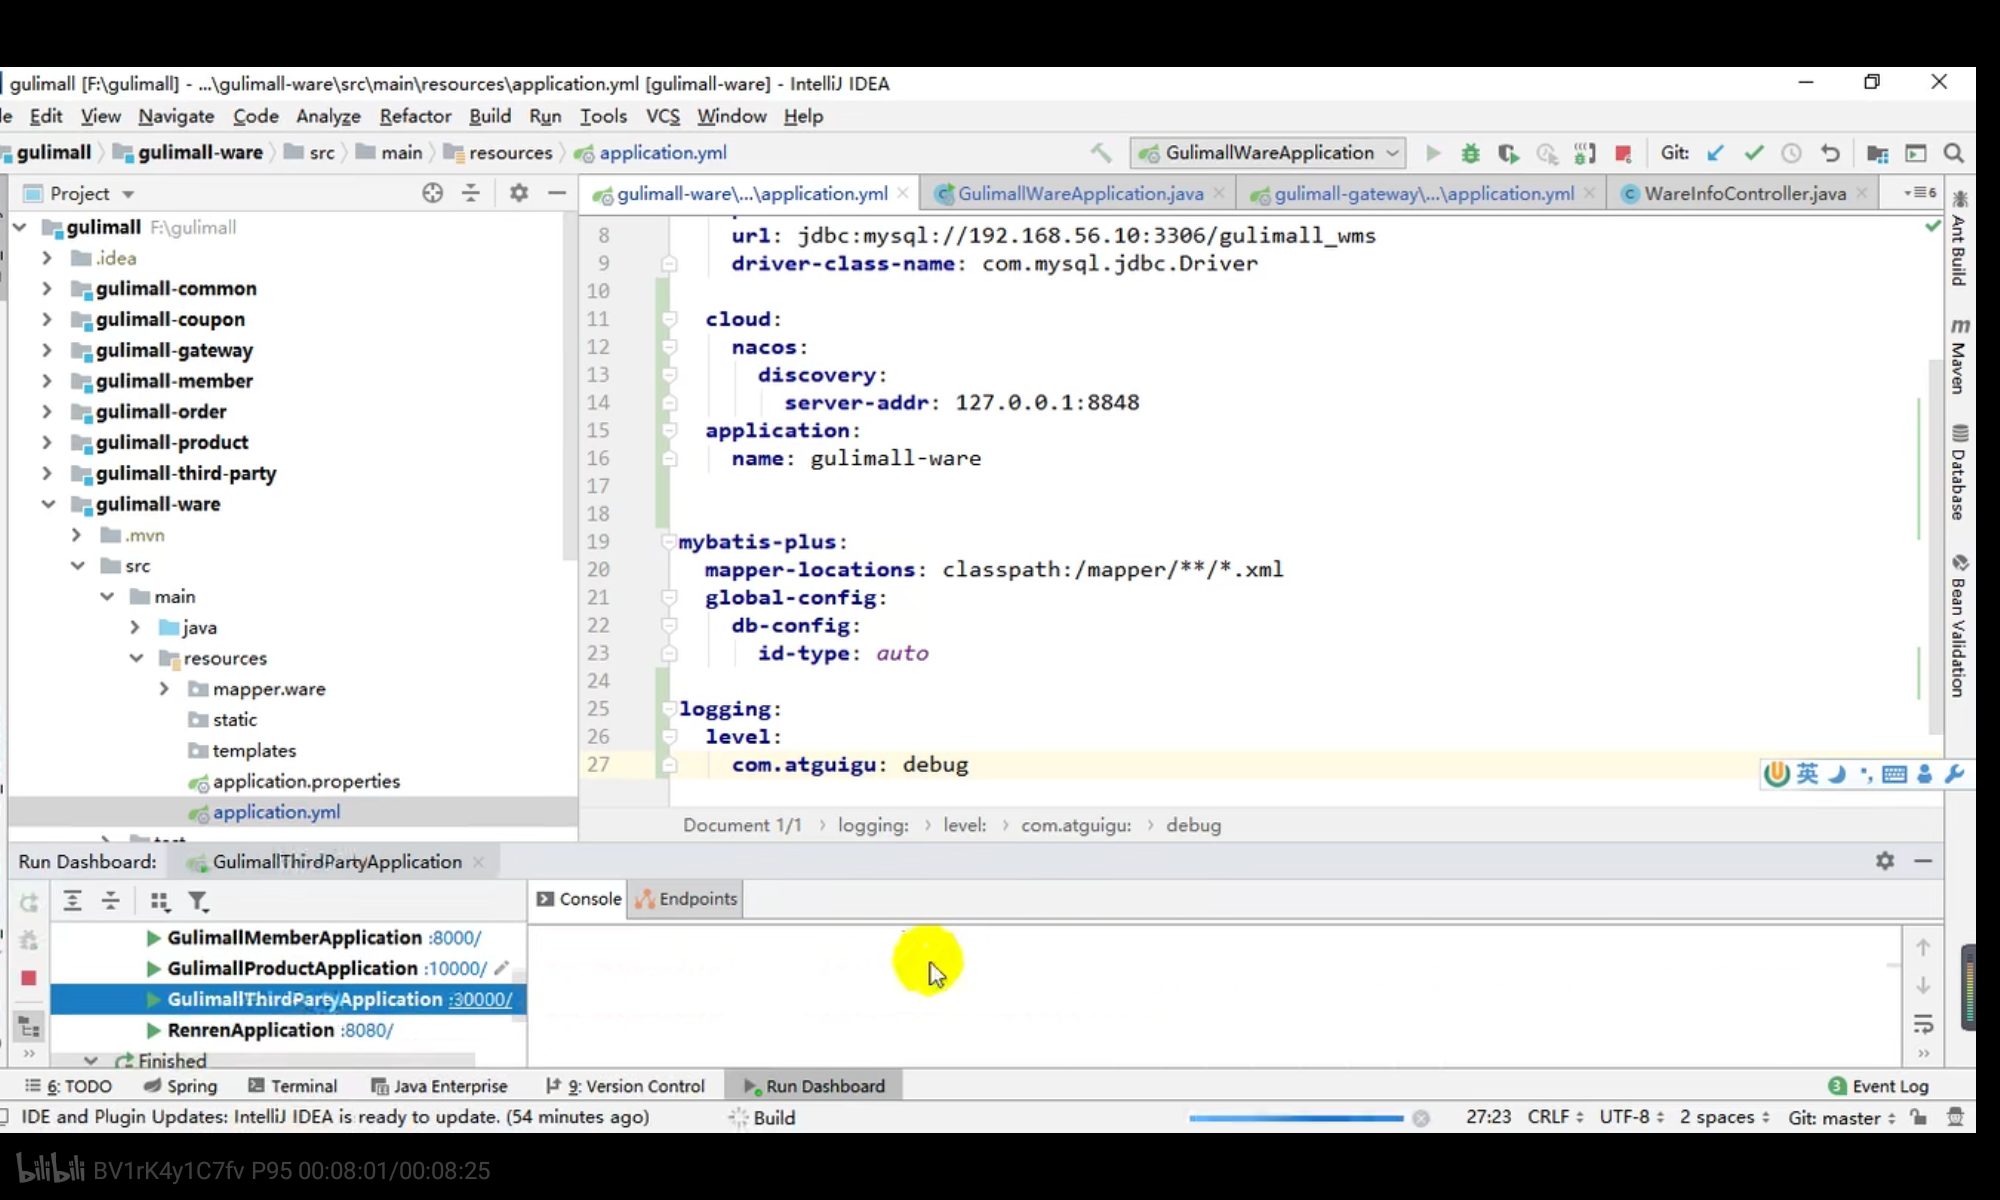 gulimall [F:\gulimall] - ...\gulimall-ware\src\main\resources\application.yml [gulimall-ware] - IntelliJ IDEA
Edit View Navigate Code Analyze Refactor Build Run Tools VCS Window Help
gulimall gulimall-ware src main resources application.yml GulimallWareApplication Git:
Project gulimall-ware\...\application.yml GulimallWareApplication.java gulimall-gateway\...\application.yml WareInfoController.java 6
gulimall F:\gulimall
.idea
gulimall-common
gulimall-coupon
gulimall-gateway
gulimall-member
gulimall-order
gulimall-product
gulimall-third-party
gulimall-ware
.mvn
src
main
java
resources
mapper.ware
static
templates
application.properties
application.yml
8 url: jdbc:mysql://192.168.56.10:3306/gulimall_wms
9 driver-class-name: com.mysql.jdbc.Driver
10
11 cloud:
12 nacos:
13 discovery:
14 server-addr: 127.0.0.1:8848
15 application:
16 name: gulimall-ware
17
18
19 mybatis-plus:
20 mapper-locations: classpath:/mapper/**/*.xml
21 global-config:
22 db-config:
23 id-type: auto
24
25 logging:
26 level:
27 com.atguigu: debug
Document 1/1 › logging: › level: › com.atguigu: › debug
Ant Build
m Maven
Database
Bean Validation
英
Run Dashboard: GulimallThirdPartyApplication
Console Endpoints
GulimallMemberApplication :8000/
GulimallProductApplication :10000/
GulimallThirdPartyApplication :30000/
RenrenApplication :8080/
Finished
6: TODO Spring Terminal Java Enterprise 9: Version Control Run Dashboard 3 Event Log
IDE and Plugin Updates: IntelliJ IDEA is ready to update. (54 minutes ago) Build 27:23 CRLF UTF-8 2 spaces Git: master
bilibili BV1rK4y1C7fv P95 00:08:01/00:08:25